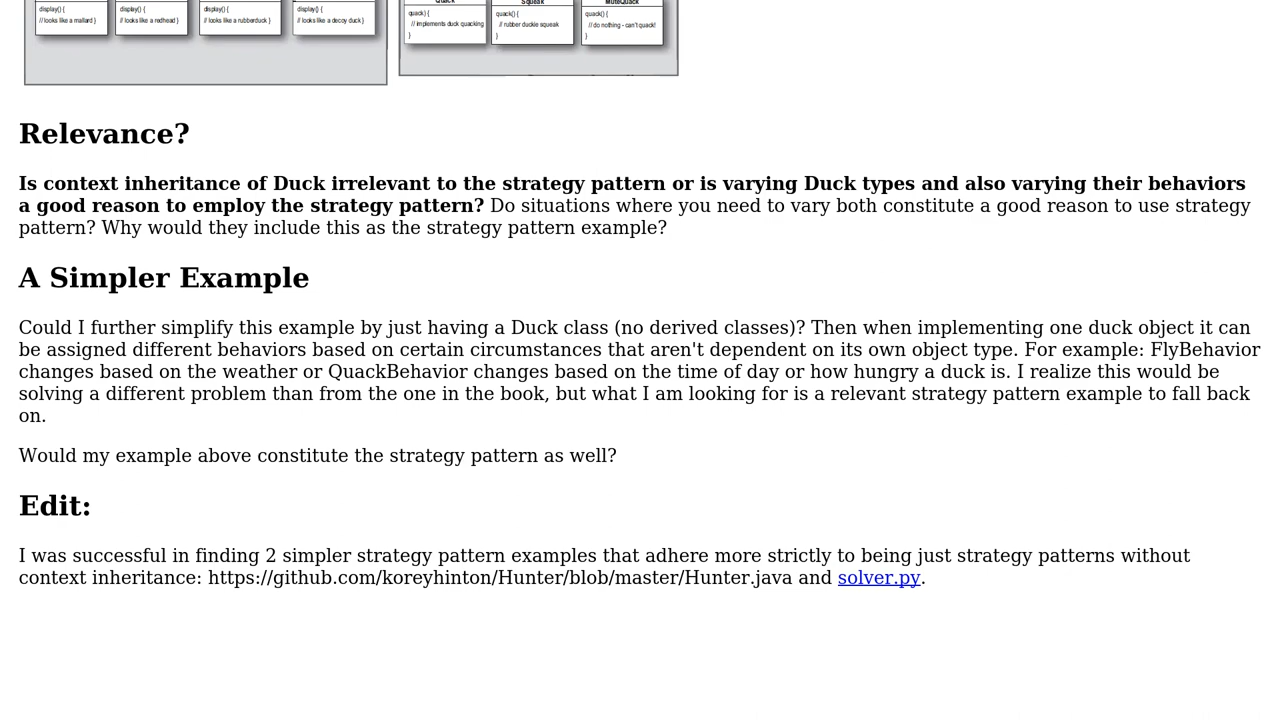 display() {
// looks like a mallard }
display() {
// looks like a redhead }
display() {
// looks like a rubberduck }
display() {
// looks like a decoy duck }
Quack
quack() {
// implements duck quacking
}
Squeak
quack() {
// rubber duckie squeak
}
MuteQuack
quack() {
// do nothing - can't quack!
}
Relevance?
Is context inheritance of Duck irrelevant to the strategy pattern or is varying Duck types and also varying their behaviors
a good reason to employ the strategy pattern? Do situations where you need to vary both constitute a good reason to use strategy
pattern? Why would they include this as the strategy pattern example?
A Simpler Example
Could I further simplify this example by just having a Duck class (no derived classes)? Then when implementing one duck object it can
be assigned different behaviors based on certain circumstances that aren't dependent on its own object type. For example: FlyBehavior
changes based on the weather or QuackBehavior changes based on the time of day or how hungry a duck is. I realize this would be
solving a different problem than from the one in the book, but what I am looking for is a relevant strategy pattern example to fall back
on.
Would my example above constitute the strategy pattern as well?
Edit:
I was successful in finding 2 simpler strategy pattern examples that adhere more strictly to being just strategy patterns without
context inheritance: https://github.com/koreyhinton/Hunter/blob/master/Hunter.java and solver.py.